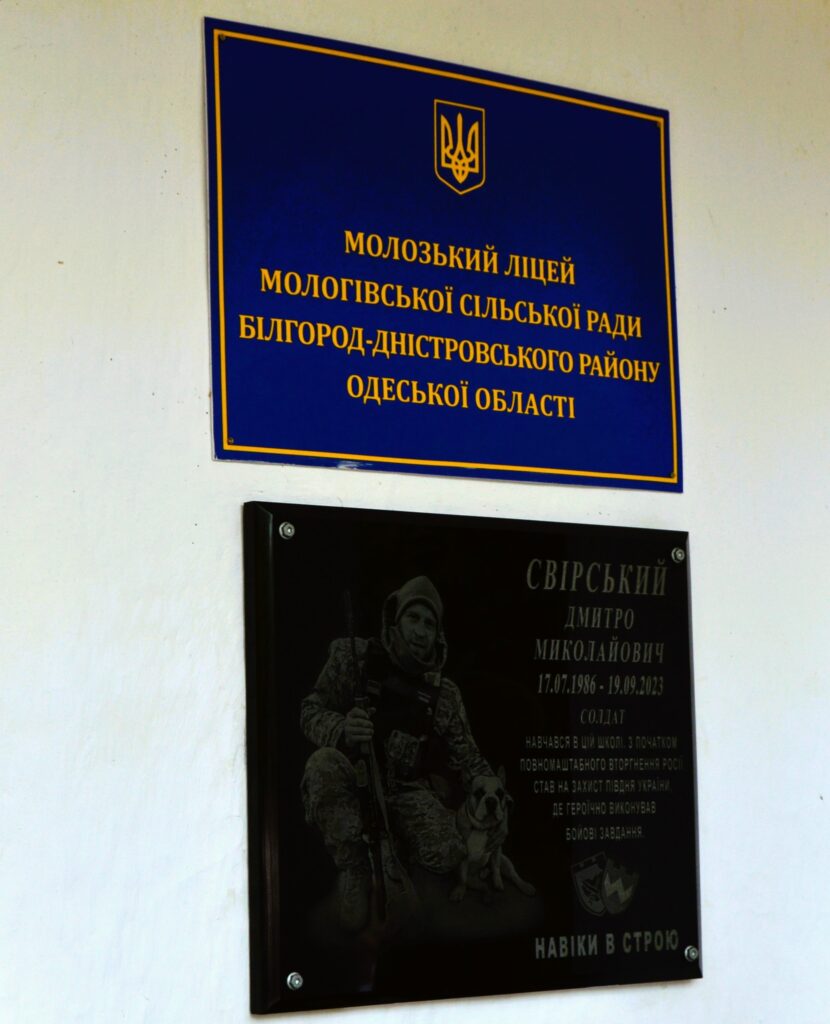 МОЛОЗЬКИЙ ЛІЦЕЙ
МОЛОГІВСЬКОЇ СІЛЬСЬКОЇ РАДИ
БІЛГОРОД-ДНІСТРОВСЬКОГО РАЙОНУ
ОДЕСЬКОЇ ОБЛАСТІ
СВІРСЬКИЙ
ДМИТРО
МИКОЛАЙОВИЧ
17.07.1986 - 19.09.2023
СОЛДАТ
НАВЧАВСЯ В ЦІЙ ШКОЛІ. З ПОЧАТКОМ
ПОВНОМАШТАБНОГО ВТОРГНЕННЯ РОСІЇ
СТАВ НА ЗАХИСТ ПІВДНЯ УКРАЇНИ,
ДЕ ГЕРОЇЧНО ВИКОНУВАВ
БОЙОВІ ЗАВДАННЯ.
НАВІКИ В СТРОЮ